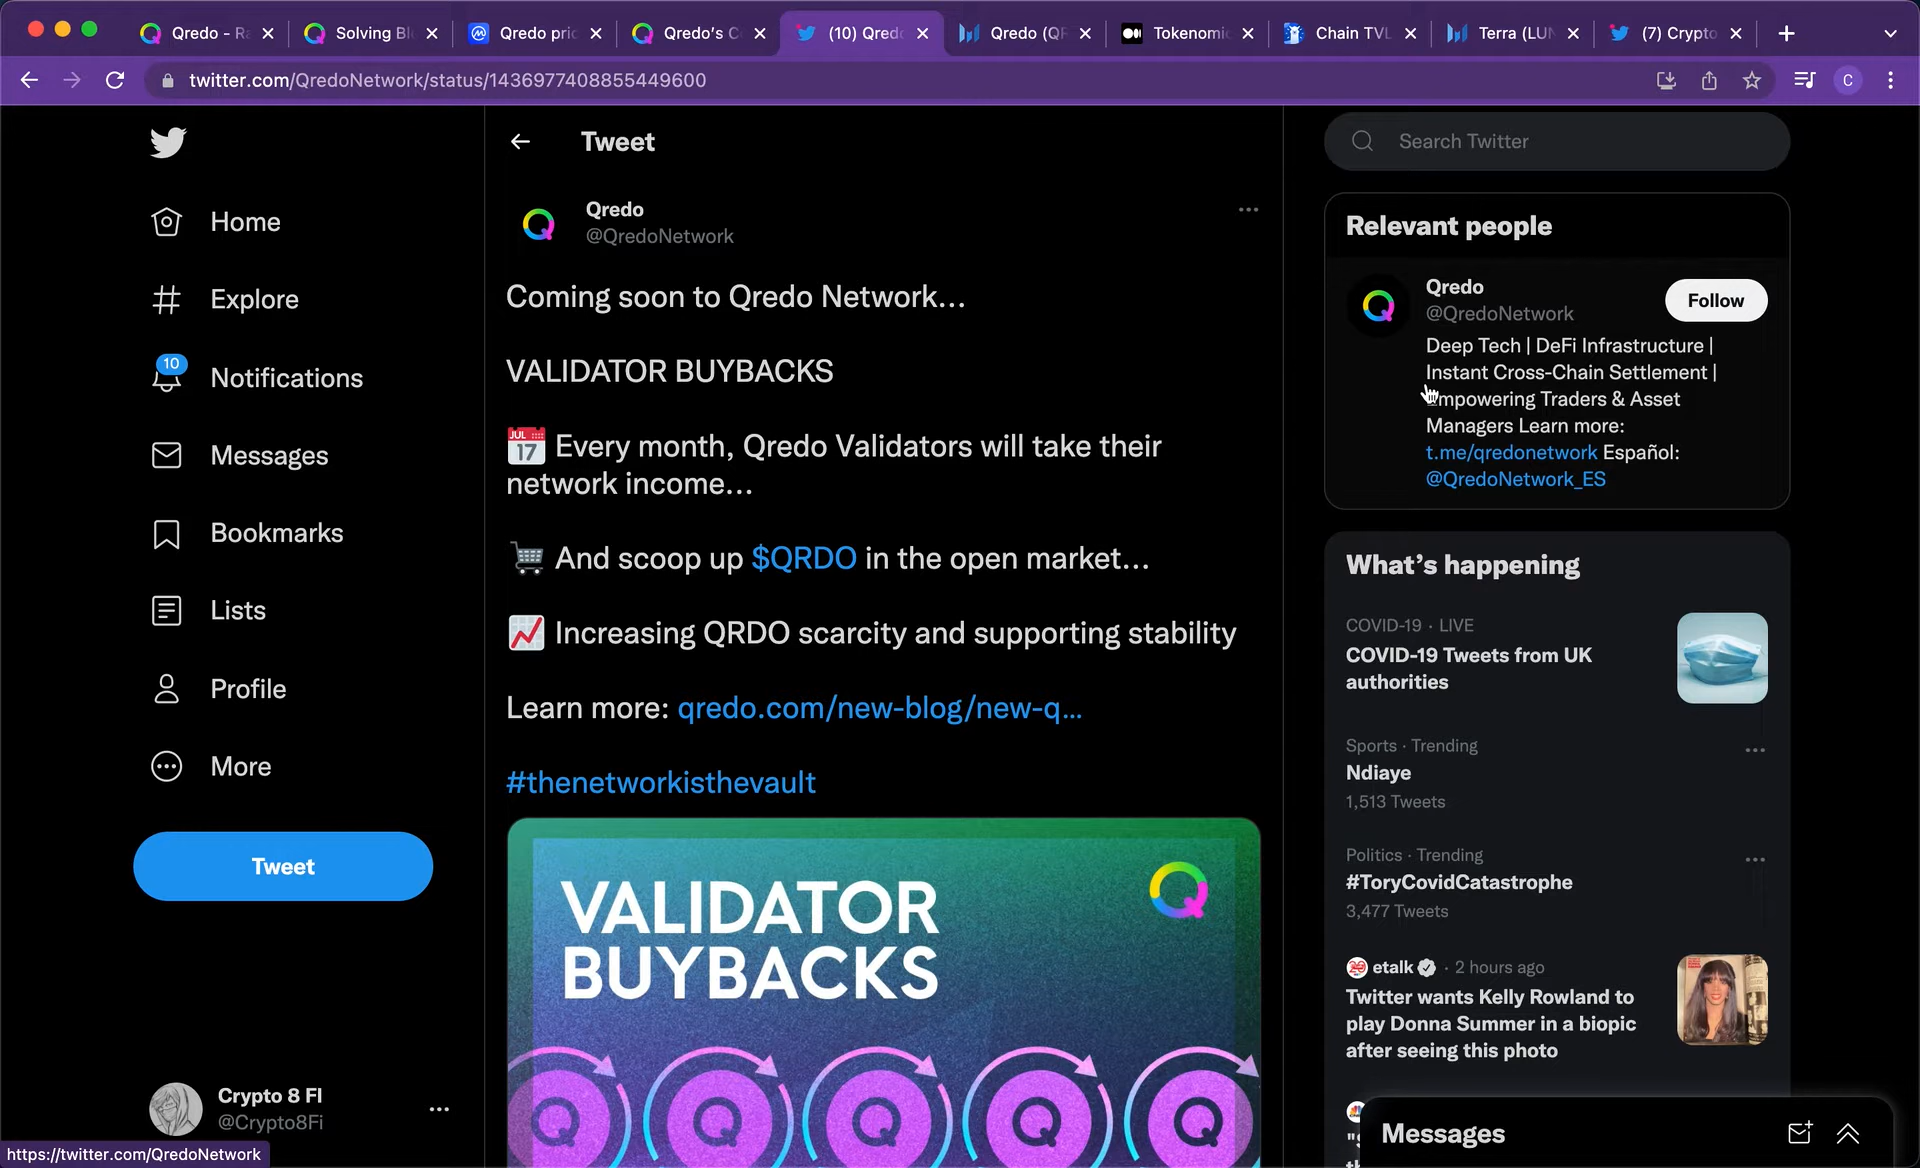 Qredo - Ra
Solving Bl
Qredo pric
Qredo's C
(10) Qred
Qredo (QR
Tokenomic
Chain TVL
Terra (LUN
(7) Crypto
twitter.com/QredoNetwork/status/1436977408855449600
C
Home
Explore
10
Notifications
Messages
Bookmarks
Lists
Profile
More
Tweet
Crypto 8 FI
@Crypto8Fi
https://twitter.com/QredoNetwork
Tweet
Qredo
@QredoNetwork
Coming soon to Qredo Network...
VALIDATOR BUYBACKS
JUL 17 Every month, Qredo Validators will take their
network income...
And scoop up $QRDO in the open market...
Increasing QRDO scarcity and supporting stability
Learn more: qredo.com/new-blog/new-q...
#thenetworkisthevault
VALIDATOR
BUYBACKS
Search Twitter
Relevant people
Qredo
@QredoNetwork
Follow
Deep Tech | DeFi Infrastructure |
Instant Cross-Chain Settlement |
Empowering Traders & Asset
Managers Learn more:
t.me/qredonetwork Español:
@QredoNetwork_ES
What's happening
COVID-19 · LIVE
COVID-19 Tweets from UK
authorities
Sports · Trending
Ndiaye
1,513 Tweets
Politics · Trending
#ToryCovidCatastrophe
3,477 Tweets
etalk · 2 hours ago
Twitter wants Kelly Rowland to
play Donna Summer in a biopic
after seeing this photo
Messages